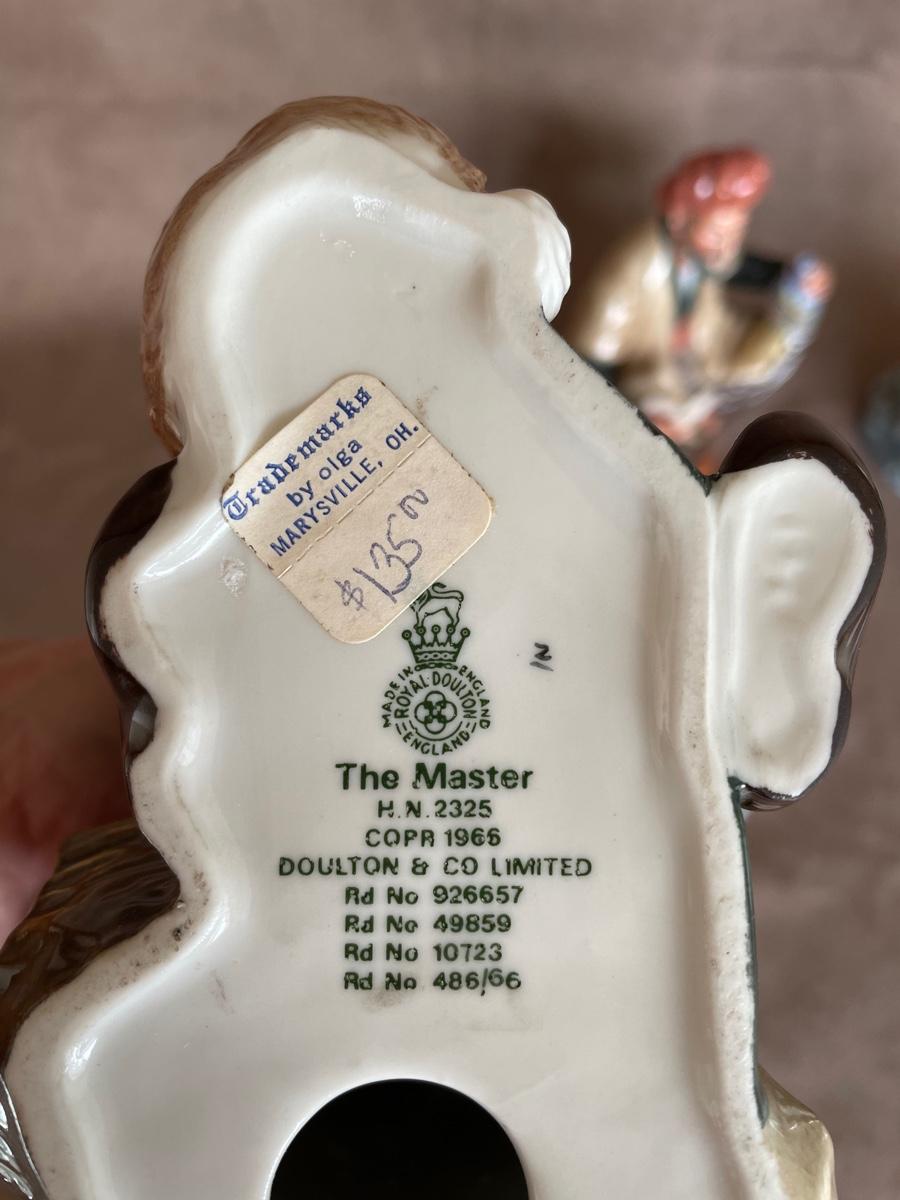 Trademarks
by olga
MARYSVILLE, OH.
$135.00
N
MADE IN ENGLAND
ROYAL·DOULTON
ENGLAND
The Master
H.N.2325
COPR 1966
DOULTON & CO LIMITED
Rd No 926657
Rd No 49859
Rd No 10723
Rd No 486/66